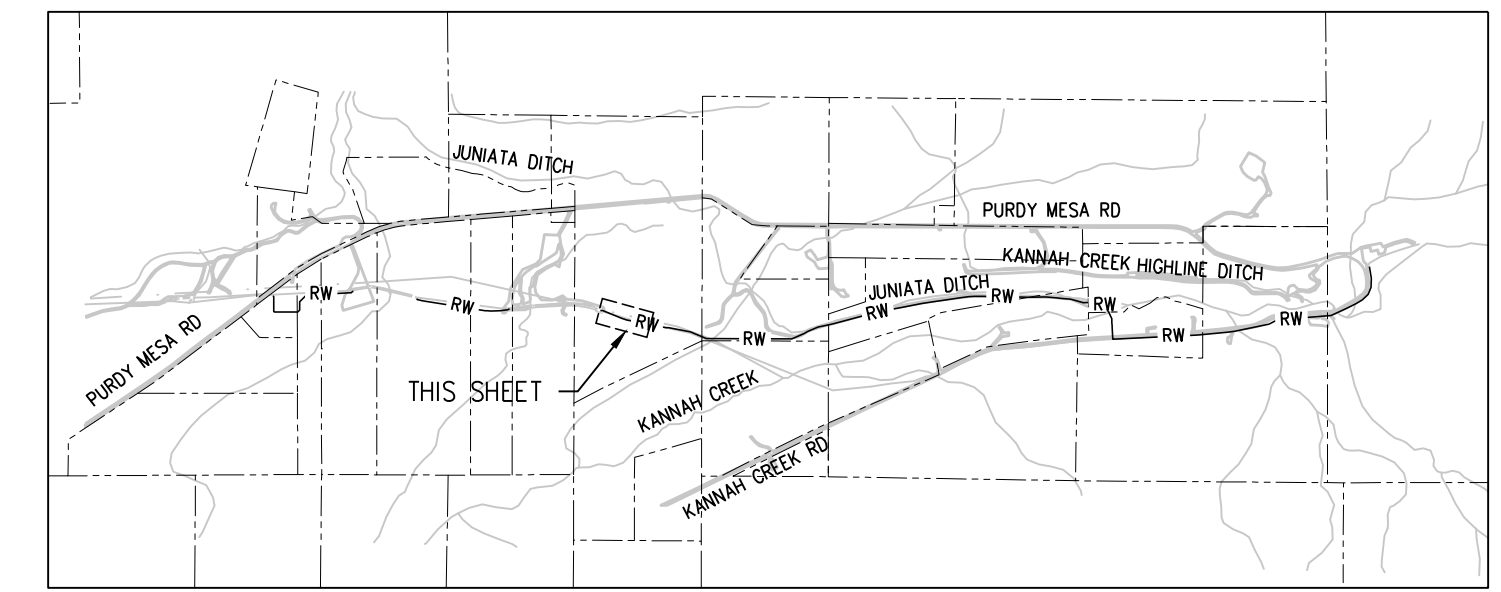 JUNIATA DITCH
PURDY MESA RD
KANNAH CREEK HIGHLINE DITCH
JUNIATA DITCH
RW
RW
RW
RW
RW
RW
RW
RW
RW
PURDY MESA RD
THIS SHEET
KANNAH CREEK
KANNAH CREEK RD